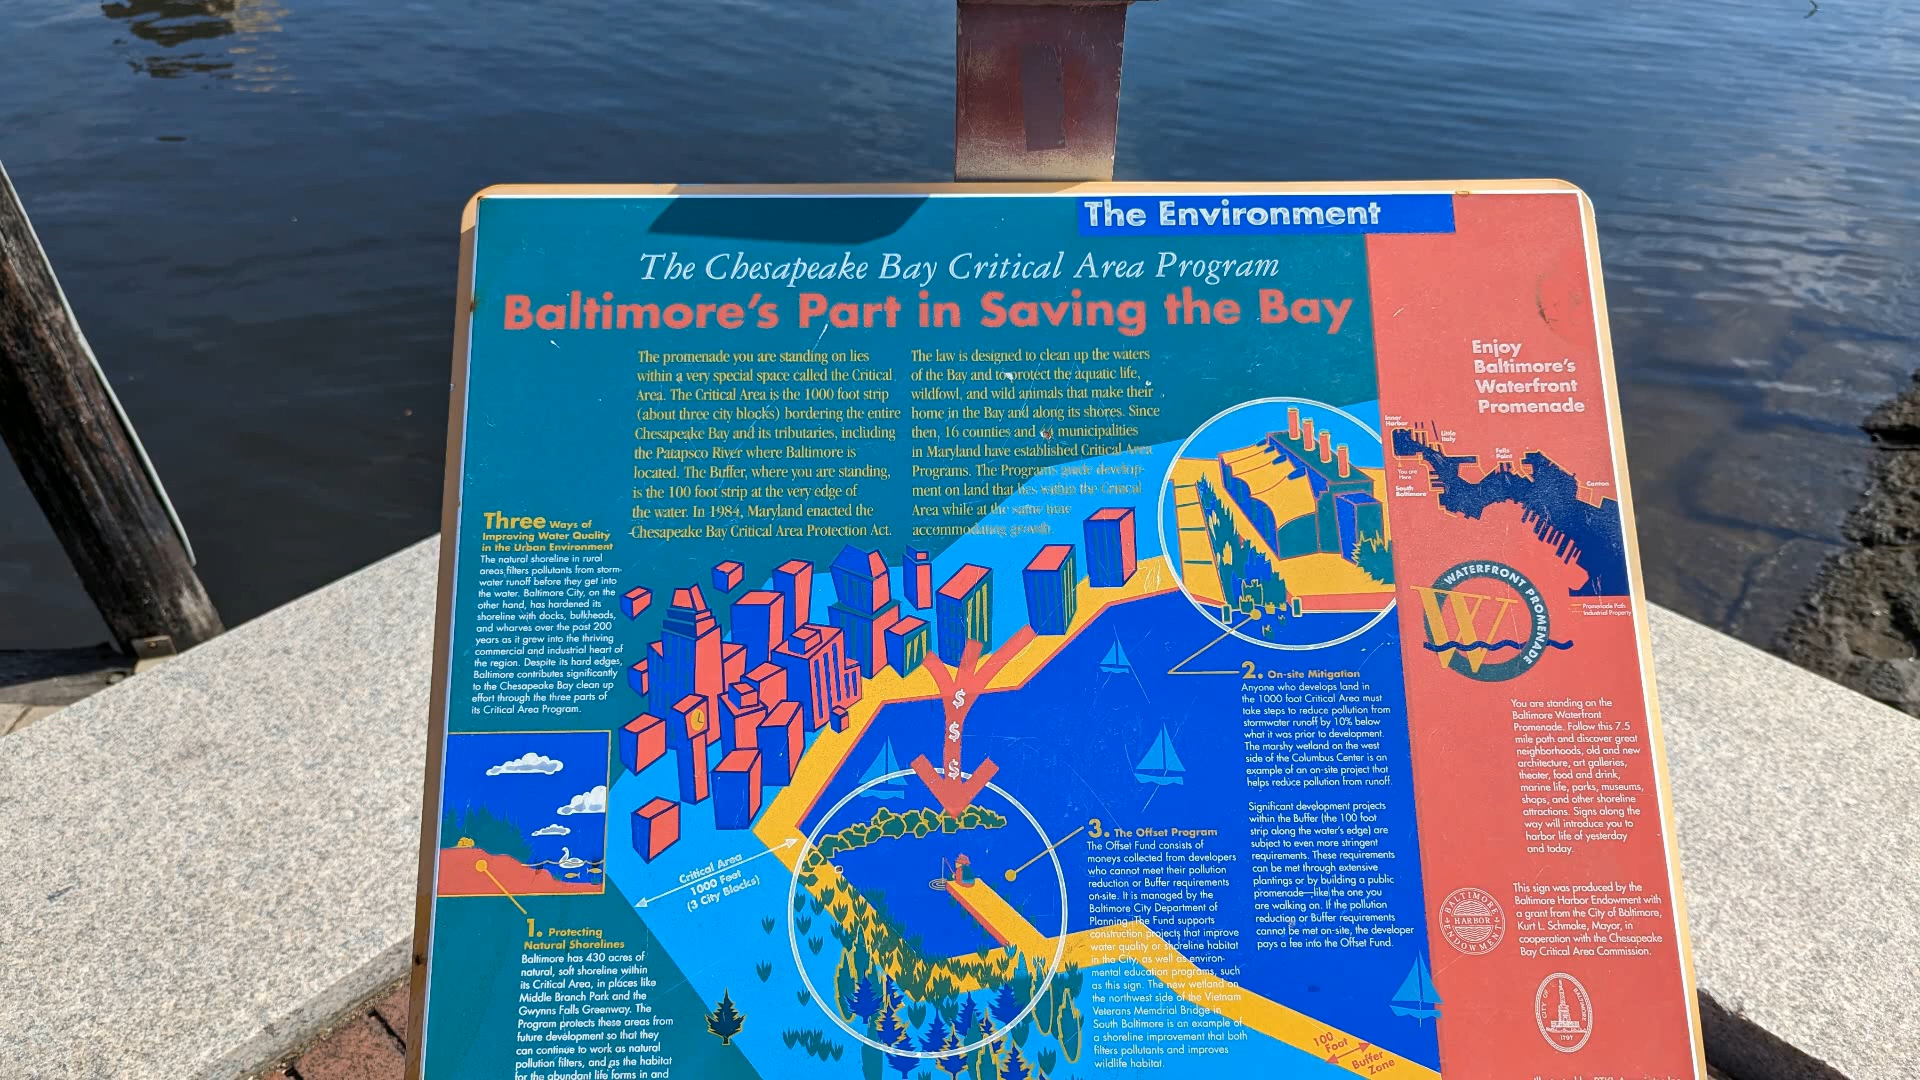 The Environment
The Chesapeake Bay Critical Area Program
Baltimore's Part in Saving the Bay
The promenade you are standing on lies
within a very special space called the Critical
Area. The Critical Area is the 1000 foot strip
(about three city blocks) bordering the entire
Chesapeake Bay and its tributaries, including
the Patapsco River where Baltimore is
located. The Buffer, where you are standing,
is the 100 foot strip at the very edge of
the water. In 1984, Maryland enacted the
Chesapeake Bay Critical Area Protection Act.
The law is designed to clean up the waters
of the Bay and to protect the aquatic life,
wildfowl, and wild animals that make their
home in the Bay and along its shores. Since
then, 16 counties and municipalities
in Maryland have established Critical Area
Programs. The Programs guide develop-
ment on land that lies within the Critical
Area while at the same time
accommodating growth.
Three Ways of
Improving Water Quality
in the Urban Environment
The natural shoreline in rural
areas filters pollutants from storm-
water runoff before they get into
the water. Baltimore City, on the
other hand, has hardened its
shoreline with docks, bulkheads,
and wharves over the past 200
years as it grew into the thriving
commercial and industrial heart of
the region. Despite its hard edges,
Baltimore contributes significantly
to the Chesapeake Bay clean up
effort through the three parts of
its Critical Area Program.
1. Protecting
Natural Shorelines
Baltimore has 430 acres of
natural, soft shoreline within
its Critical Area, in places like
Middle Branch Park and the
Gwynns Falls Greenway. The
Program protects these areas from
future development so that they
can continue to work as natural
pollution filters, and as the habitat
for the abundant life forms in and
Critical Area
1000 Foot
(3 City Blocks)
$
$
$
2. On-site Mitigation
Anyone who develops land in
the 1000 foot Critical Area must
take steps to reduce pollution from
stormwater runoff by 10% below
what it was prior to development.
The marshy wetland on the west
side of the Columbus Center is an
example of an on-site project that
helps reduce pollution from runoff.
Significant development projects
within the Buffer (the 100 foot
strip along the water's edge) are
subject to even more stringent
requirements. These requirements
can be met through extensive
plantings or by building a public
promenade—like the one you
are walking on. If the pollution
reduction or Buffer requirements
cannot be met on-site, the developer
pays a fee into the Offset Fund.
3. The Offset Program
The Offset Fund consists of
moneys collected from developers
who cannot meet their pollution
reduction or Buffer requirements
on-site. It is managed by the
Baltimore City Department of
Planning. The Fund supports
construction projects that improve
water quality or shoreline habitat
in the City, as well as environ-
mental education programs, such
as this sign. The new wetland on
the northwest side of the Vietnam
Veterans Memorial Bridge in
South Baltimore is an example of
a shoreline improvement that both
filters pollutants and improves
wildlife habitat.
100
Foot
Buffer
Zone
Enjoy
Baltimore's
Waterfront
Promenade
Inner
Harbor
Little
Italy
Fells
Point
Canton
You are
Here
South
Baltimore
Promenade Path
Industrial Property
WATERFRONT PROMENADE
W
You are standing on the
Baltimore Waterfront
Promenade. Follow this 7.5
mile path and discover great
neighborhoods, old and new
architecture, art galleries,
theater, food and drink,
marine life, parks, museums,
shops, and other shoreline
attractions. Signs along the
way will introduce you to
harbor life of yesterday
and today.
BALTIMORE
HARBOR
ENDOWMENT
This sign was produced by the
Baltimore Harbor Endowment with
a grant from the City of Baltimore,
Kurt L. Schmoke, Mayor, in
cooperation with the Chesapeake
Bay Critical Area Commission.
CITY OF BALTIMORE
1797